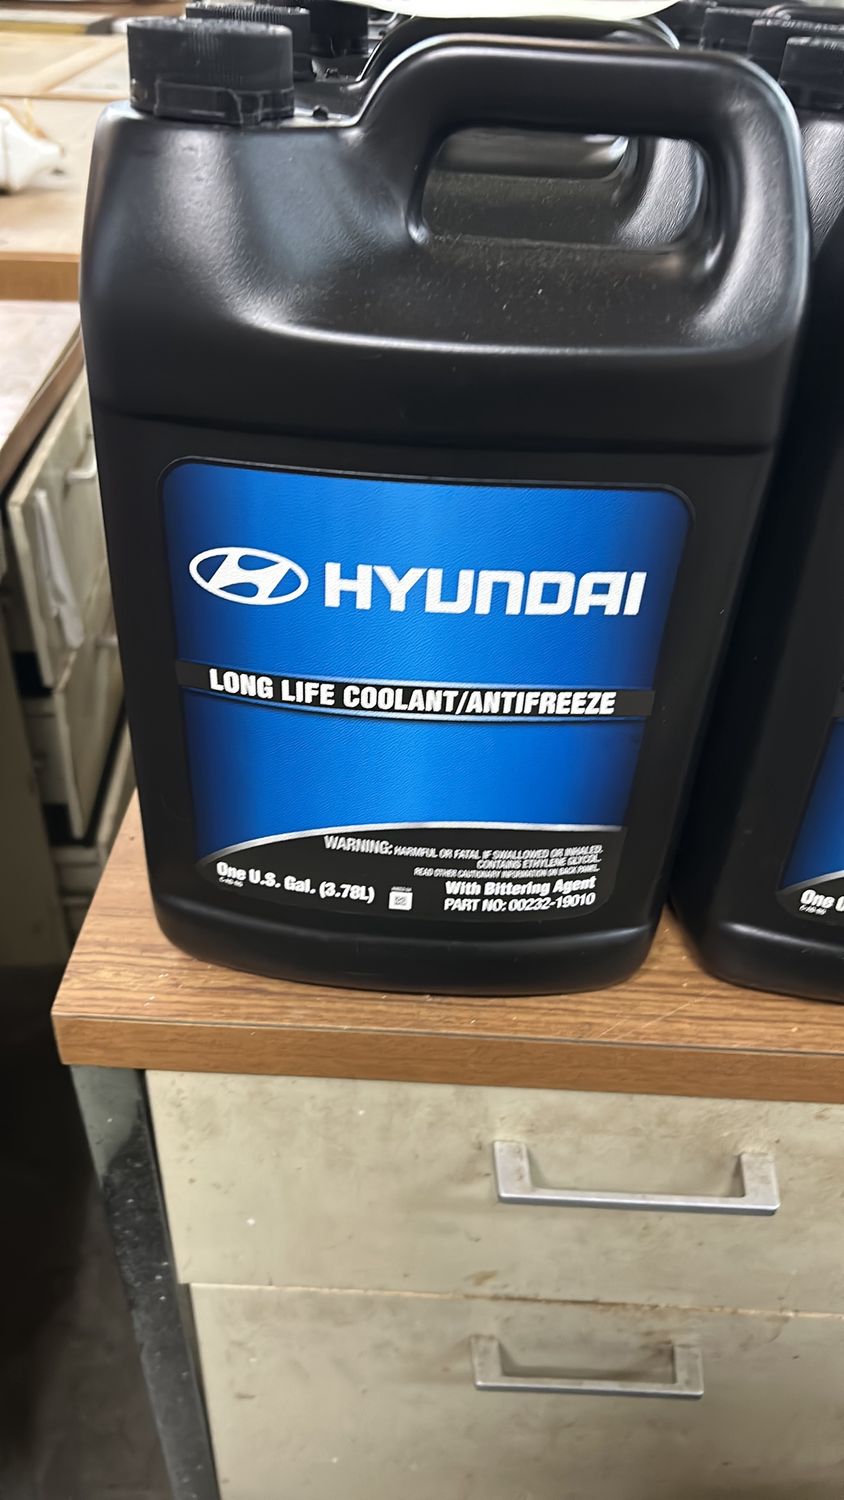 HYUNDAI
LONG LIFE COOLANT/ANTIFREEZE
WARNING: HARMFUL OR FATAL IF SWALLOWED OR INHALED.
CONTAINS ETHYLENE GLYCOL.
READ OTHER CAUTIONARY INFORMATION ON BACK PANEL.
One U.S. Gal. (3.78L)
With Bittering Agent
PART NO: 00232-19010
One